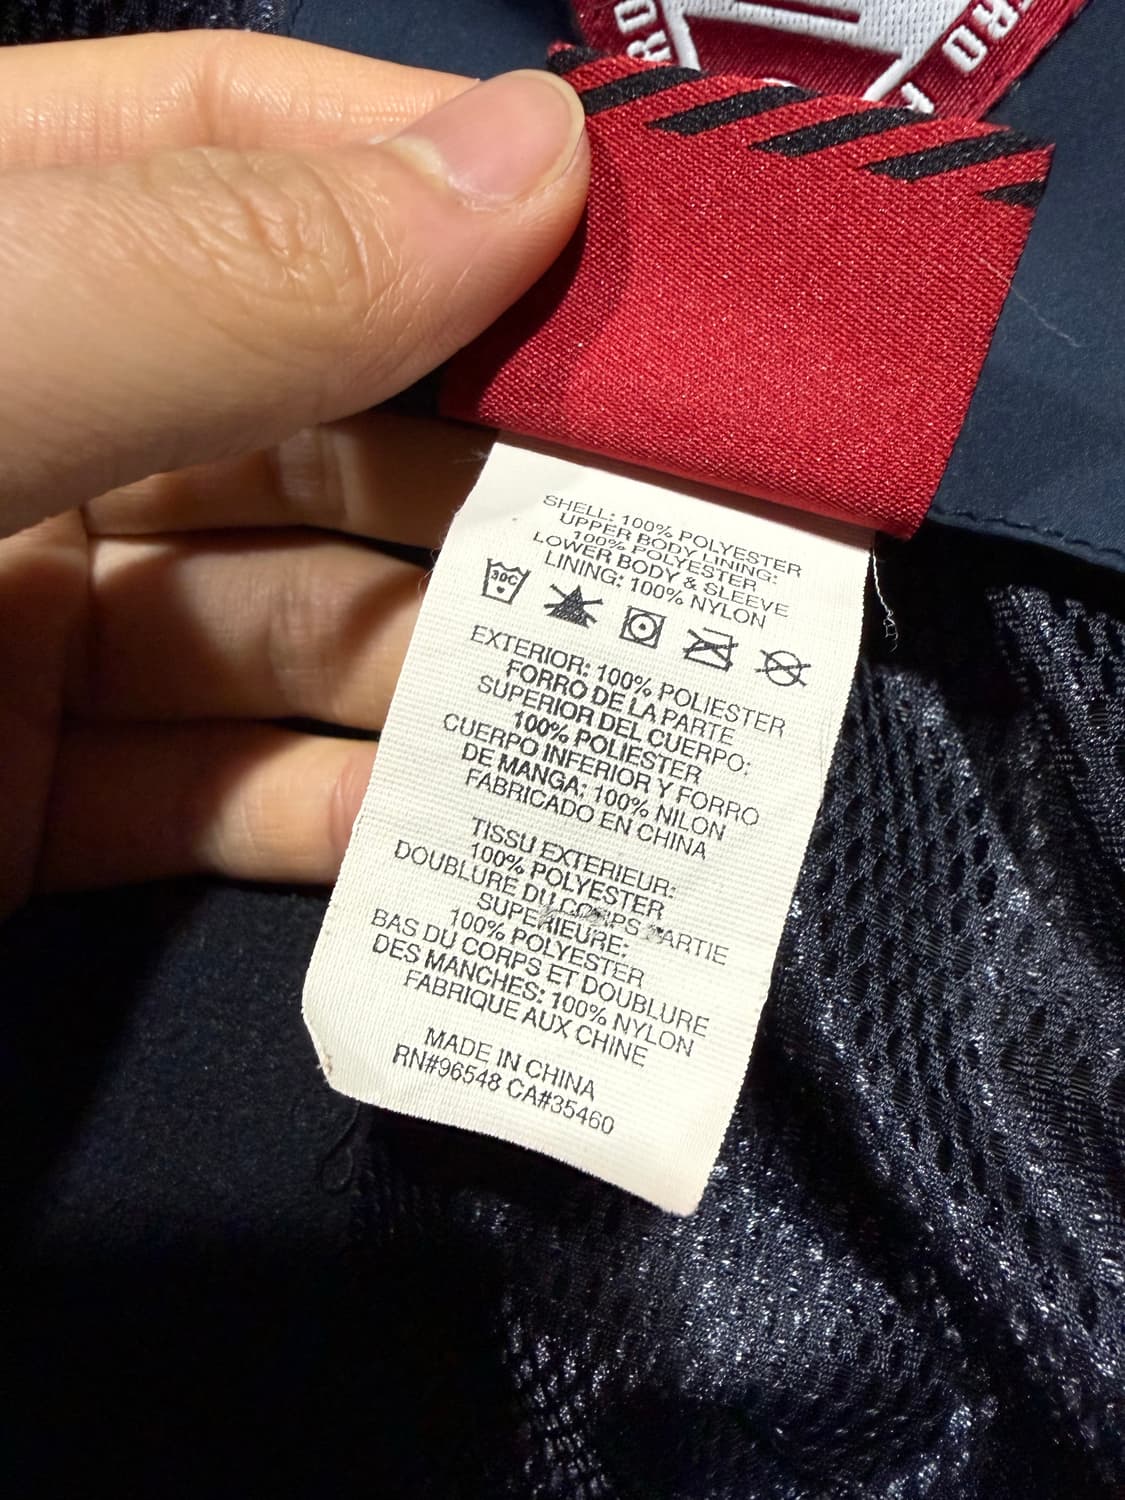 SHELL: 100% POLYESTER
UPPER BODY LINING:
100% POLYESTER
LOWER BODY & SLEEVE
LINING: 100% NYLON
30C
EXTERIOR: 100% POLIESTER
FORRO DE LA PARTE
SUPERIOR DEL CUERPO:
100% POLIESTER
CUERPO INFERIOR Y FORRO
DE MANGA: 100% NILON
FABRICADO EN CHINA
TISSU EXTERIEUR:
100% POLYESTER
DOUBLURE DU CORPS PARTIE
SUPERIEURE:
100% POLYESTER
BAS DU CORPS ET DOUBLURE
DES MANCHES: 100% NYLON
FABRIQUE AUX CHINE
MADE IN CHINA
RN#96548 CA#35460